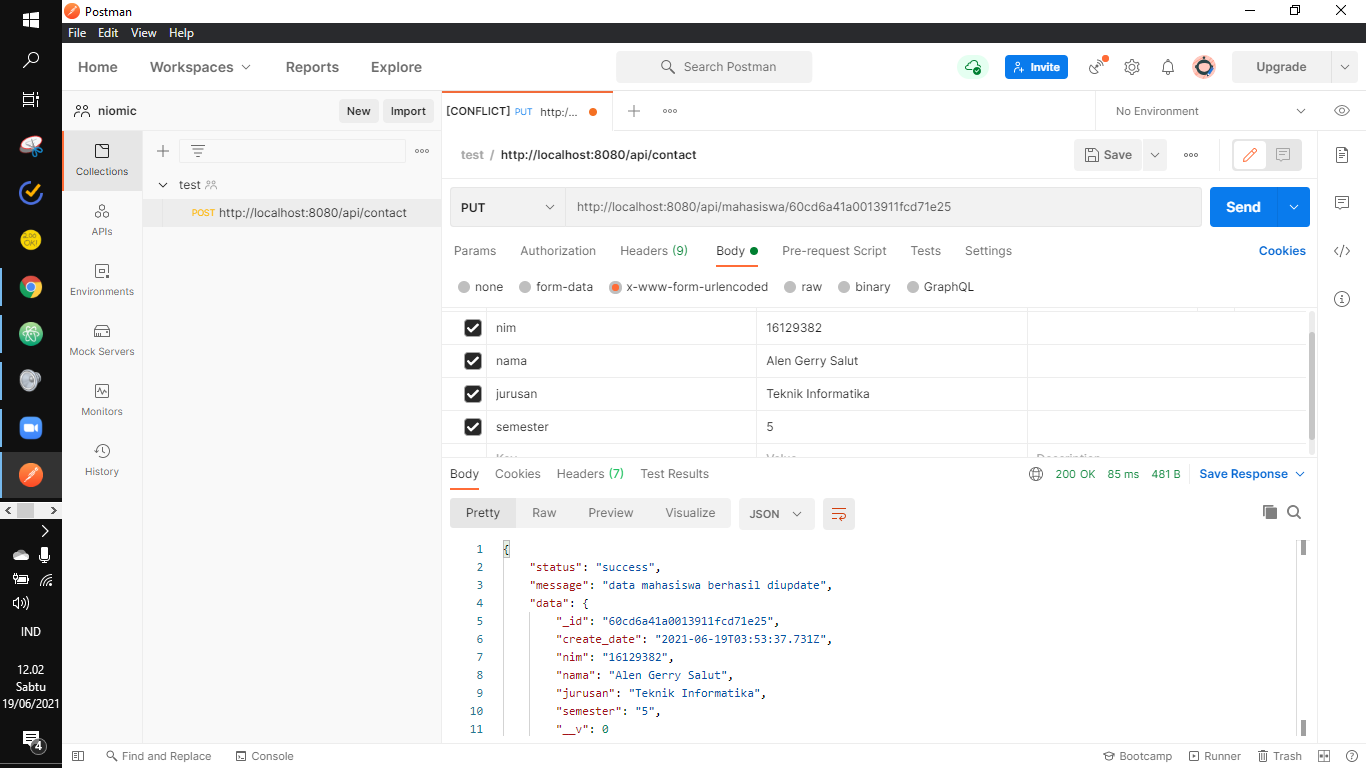 Postman
File Edit View Help
Home Workspaces Reports Explore Search Postman Invite Upgrade
niomic New Import [CONFLICT] PUT http:/... No Environment
Collections
APIs
Environments
Mock Servers
Monitors
History
test
POST http://localhost:8080/api/contact
test / http://localhost:8080/api/contact Save
PUT http://localhost:8080/api/mahasiswa/60cd6a41a0013911fcd71e25 Send
Params Authorization Headers (9) Body Pre-request Script Tests Settings Cookies
none form-data x-www-form-urlencoded raw binary GraphQL
nim 16129382
nama Alen Gerry Salut
jurusan Teknik Informatika
semester 5
Key Value Description
Body Cookies Headers (7) Test Results 200 OK 85 ms 481 B Save Response
Pretty Raw Preview Visualize JSON
1 {
2 "status": "success",
3 "message": "data mahasiswa berhasil diupdate",
4 "data": {
5 "_id": "60cd6a41a0013911fcd71e25",
6 "create_date": "2021-06-19T03:53:37.731Z",
7 "nim": "16129382",
8 "nama": "Alen Gerry Salut",
9 "jurusan": "Teknik Informatika",
10 "semester": "5",
11 "__v": 0
Find and Replace Console Bootcamp Runner Trash
IND
12.02
Sabtu
19/06/2021
4